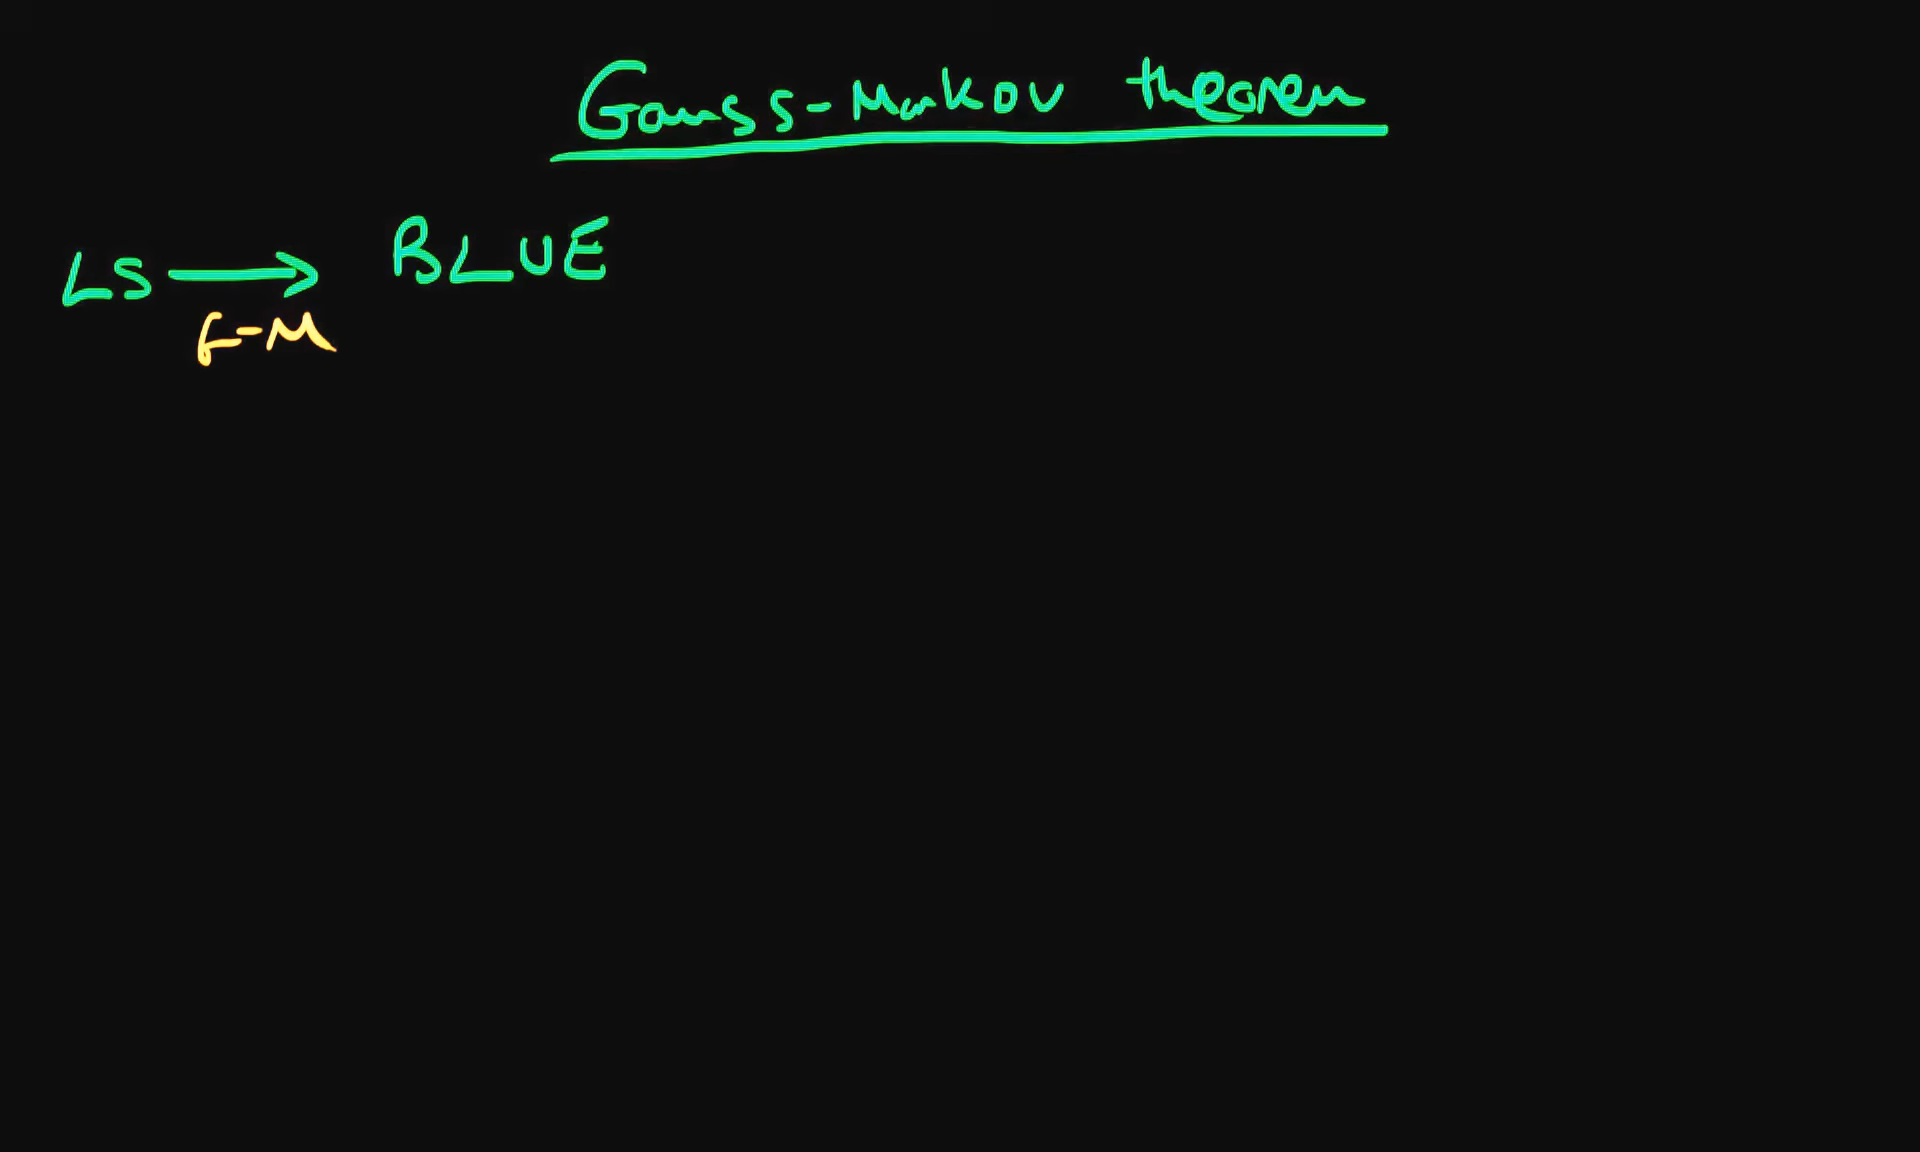 Gauss-Markov theorem
LS → BLUE
G-M